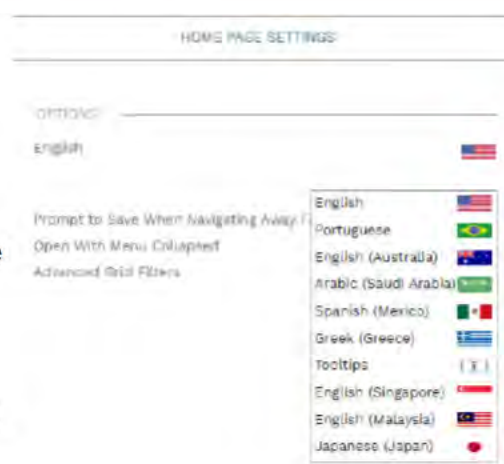 HOME PAGE SETTINGS
OPTIONS
English
Prompt to Save When Navigating Away
Open With Menu Collapsed
Advanced Grid Filters
English
Portuguese
English (Australia)
Arabic (Saudi Arabia)
Spanish (Mexico)
Greek (Greece)
Tooltips
English (Singapore)
English (Malaysia)
Japanese (Japan)